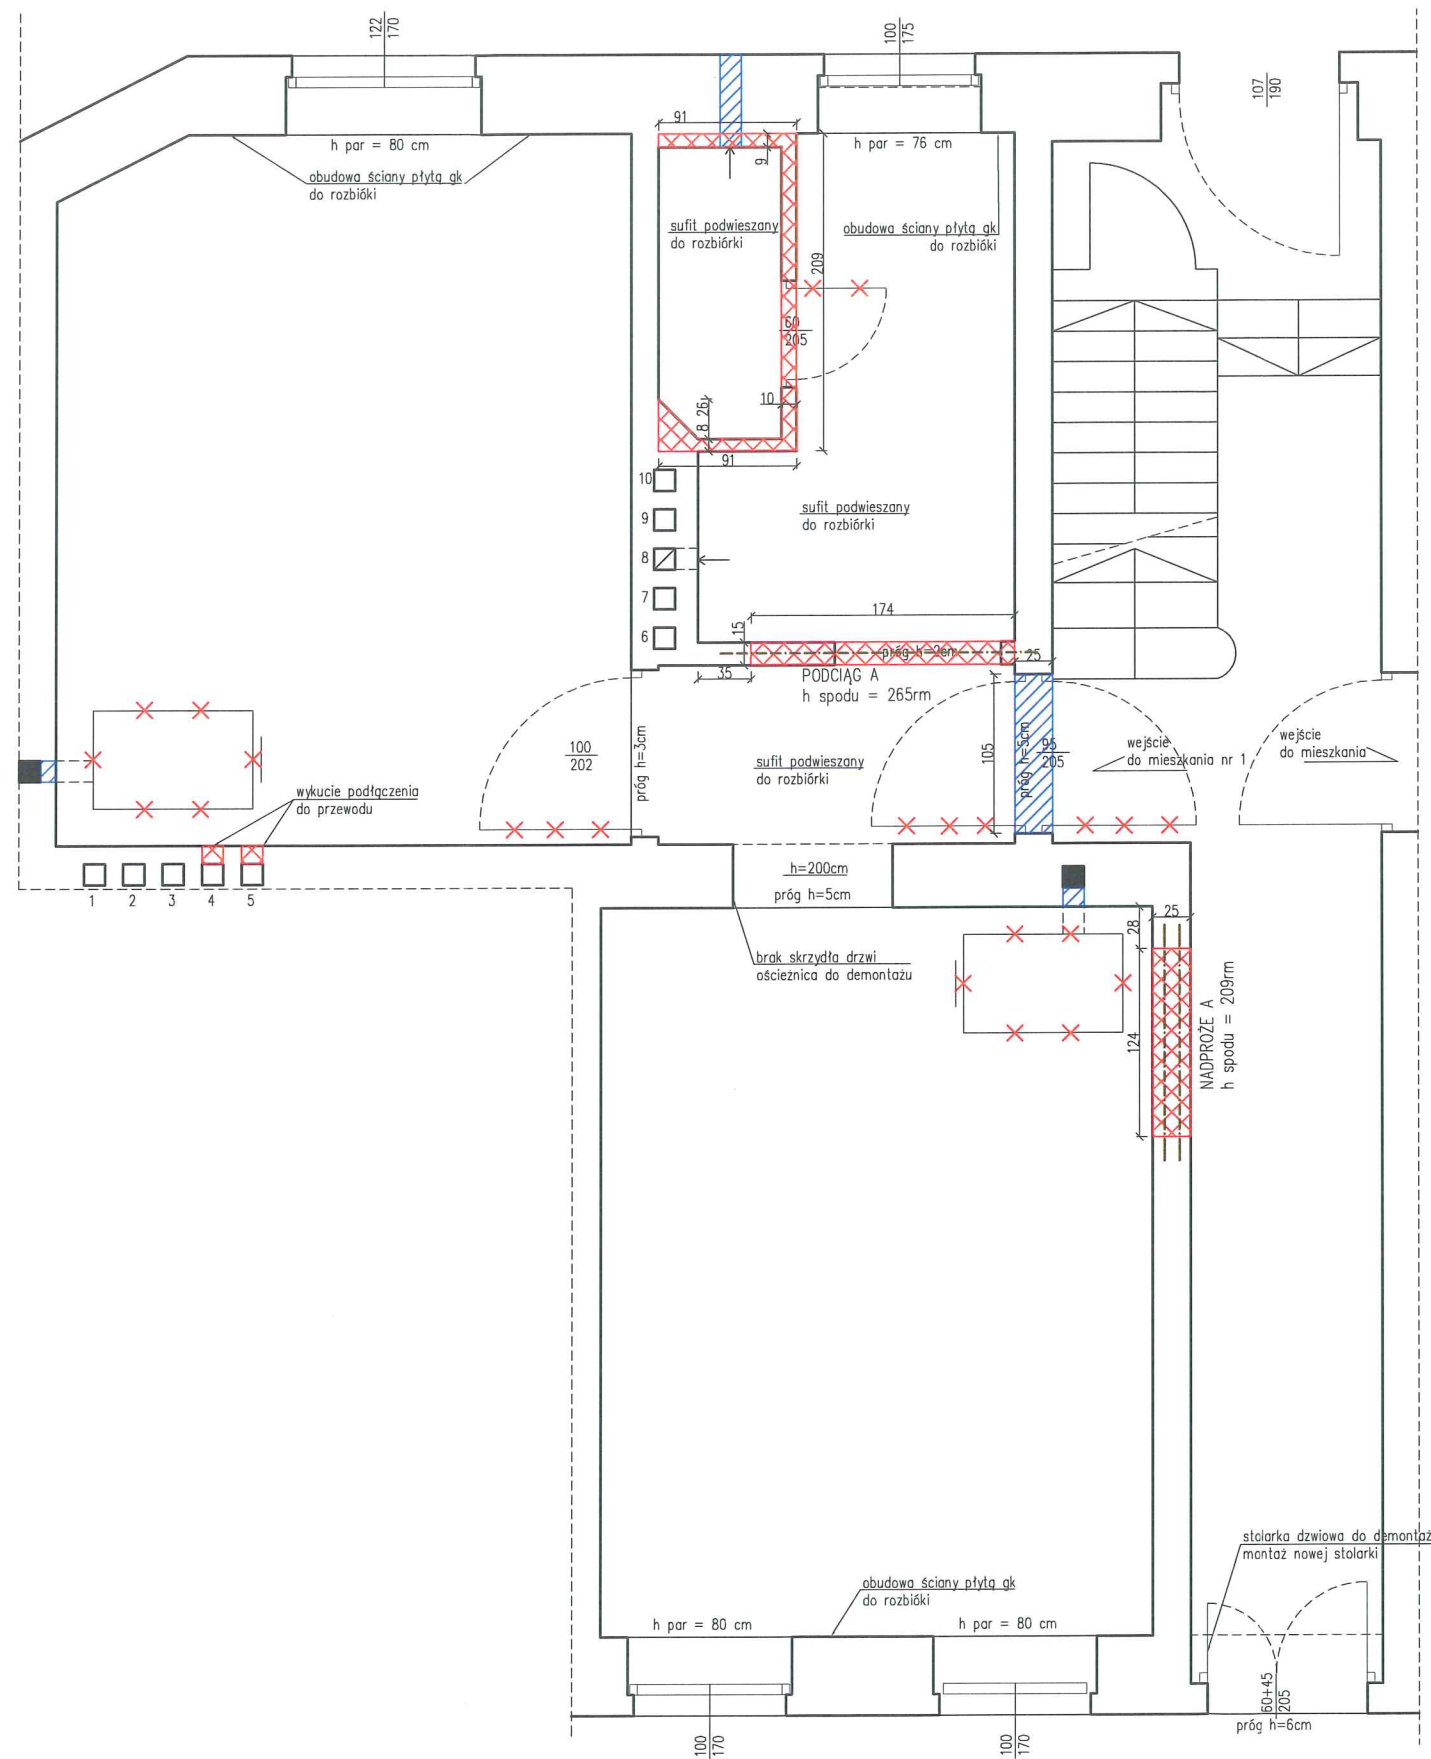 122
170
100
175
107
190
91
h par = 80 cm
9
h par = 76 cm
obudowa ściany płytą gk
do rozbióki
sufit podwieszany
do rozbiórki
obudowa ściany płytą gk
do rozbióki
209
60
205
10
26
8
91
10
9
8
7
6
sufit podwieszany
do rozbiórki
174
15
próg h=2cm
25
35
PODCIĄG A
h spodu = 265rm
100
202
próg h=3cm
sufit podwieszany
do rozbiórki
105
próg h=5cm
95
205
wejście
do mieszkania nr 1
wejście
do mieszkania
wykucie podłączenia
do przewodu
1
2
3
4
5
h=200cm
próg h=5cm
25
28
brak skrzydła drzwi
ościeżnica do demontażu
124
NADPROŻE A
h spodu = 209rm
stolarka dzwiowa do demontaż
montaż nowej stolarki
obudowa ściany płytą gk
do rozbióki
h par = 80 cm
h par = 80 cm
60+45
205
próg h=6cm
100
170
100
170